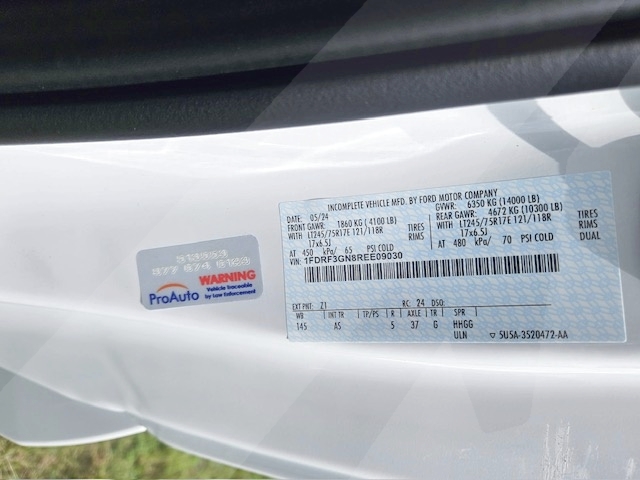 INCOMPLETE VEHICLE MFD. BY FORD MOTOR COMPANY
DATE: 05/24 GVWR: 6350 KG (14000 LB)
FRONT GAWR: 1860 KG ( 4100 LB) REAR GAWR: 4672 KG (10300 LB)
WITH LT245/75R17E 121/118R TIRES WITH LT245/75R17E 121/118R TIRES
17x6.5J RIMS 17x6.5J RIMS
AT 450 kPa/ 65 PSI COLD AT 480 kPa/ 70 PSI COLD DUAL
VIN: 1FDRF3GN8REE09030
EXT PNT: Z1 RC: 24 DSO:
WB INT TR TP/PS R AXLE TR SPR
145 AS 5 37 G HHGG
ULN ▽ 5U5A-3S20472-AA
WARNING
ProAuto Vehicle traceable
by Law Enforcement